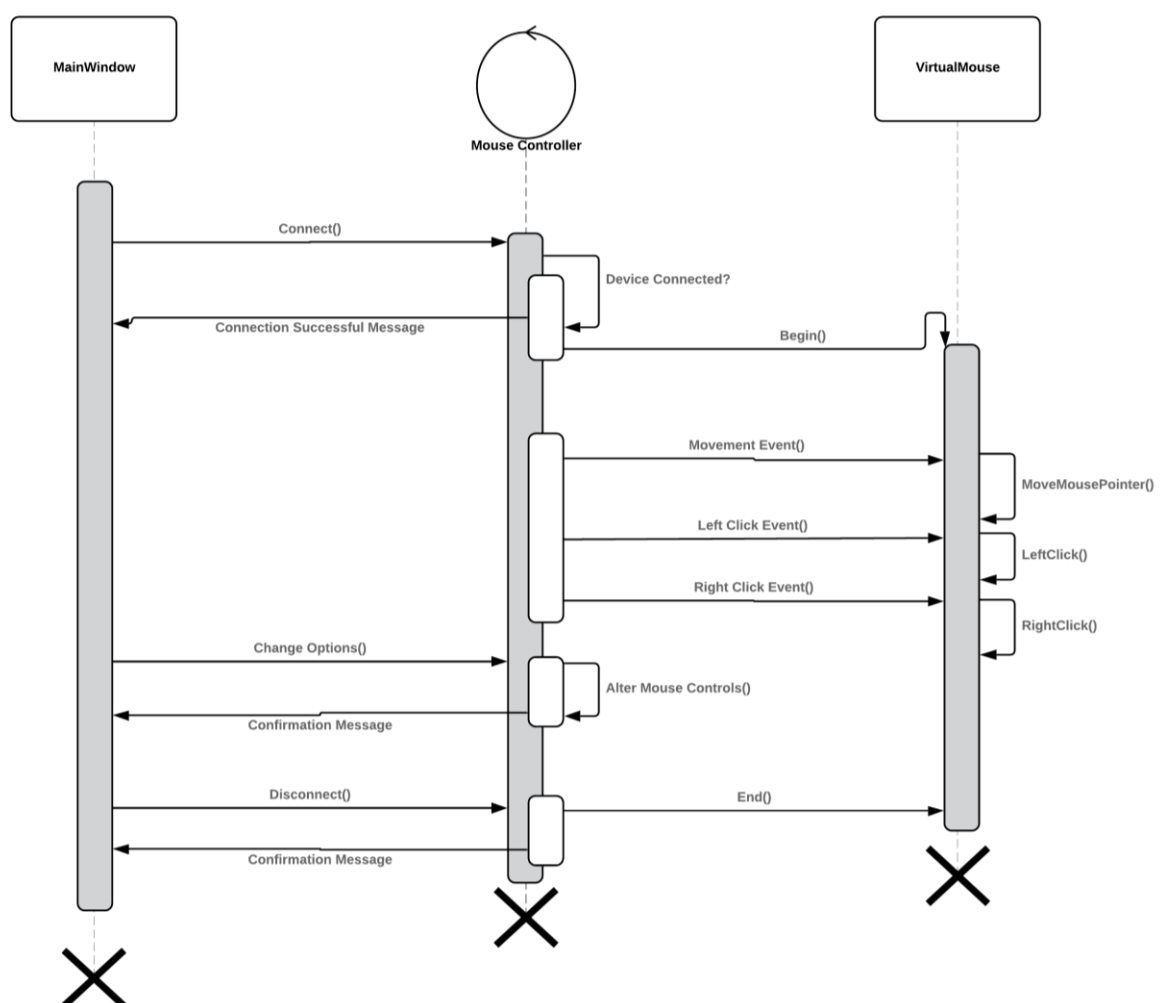 MainWindow
VirtualMouse
Mouse Controller
Connect()
Device Connected?
Connection Successful Message
Begin()
Movement Event()
MoveMousePointer()
Left Click Event()
LeftClick()
Right Click Event()
RightClick()
Change Options()
Alter Mouse Controls()
Confirmation Message
Disconnect()
End()
Confirmation Message